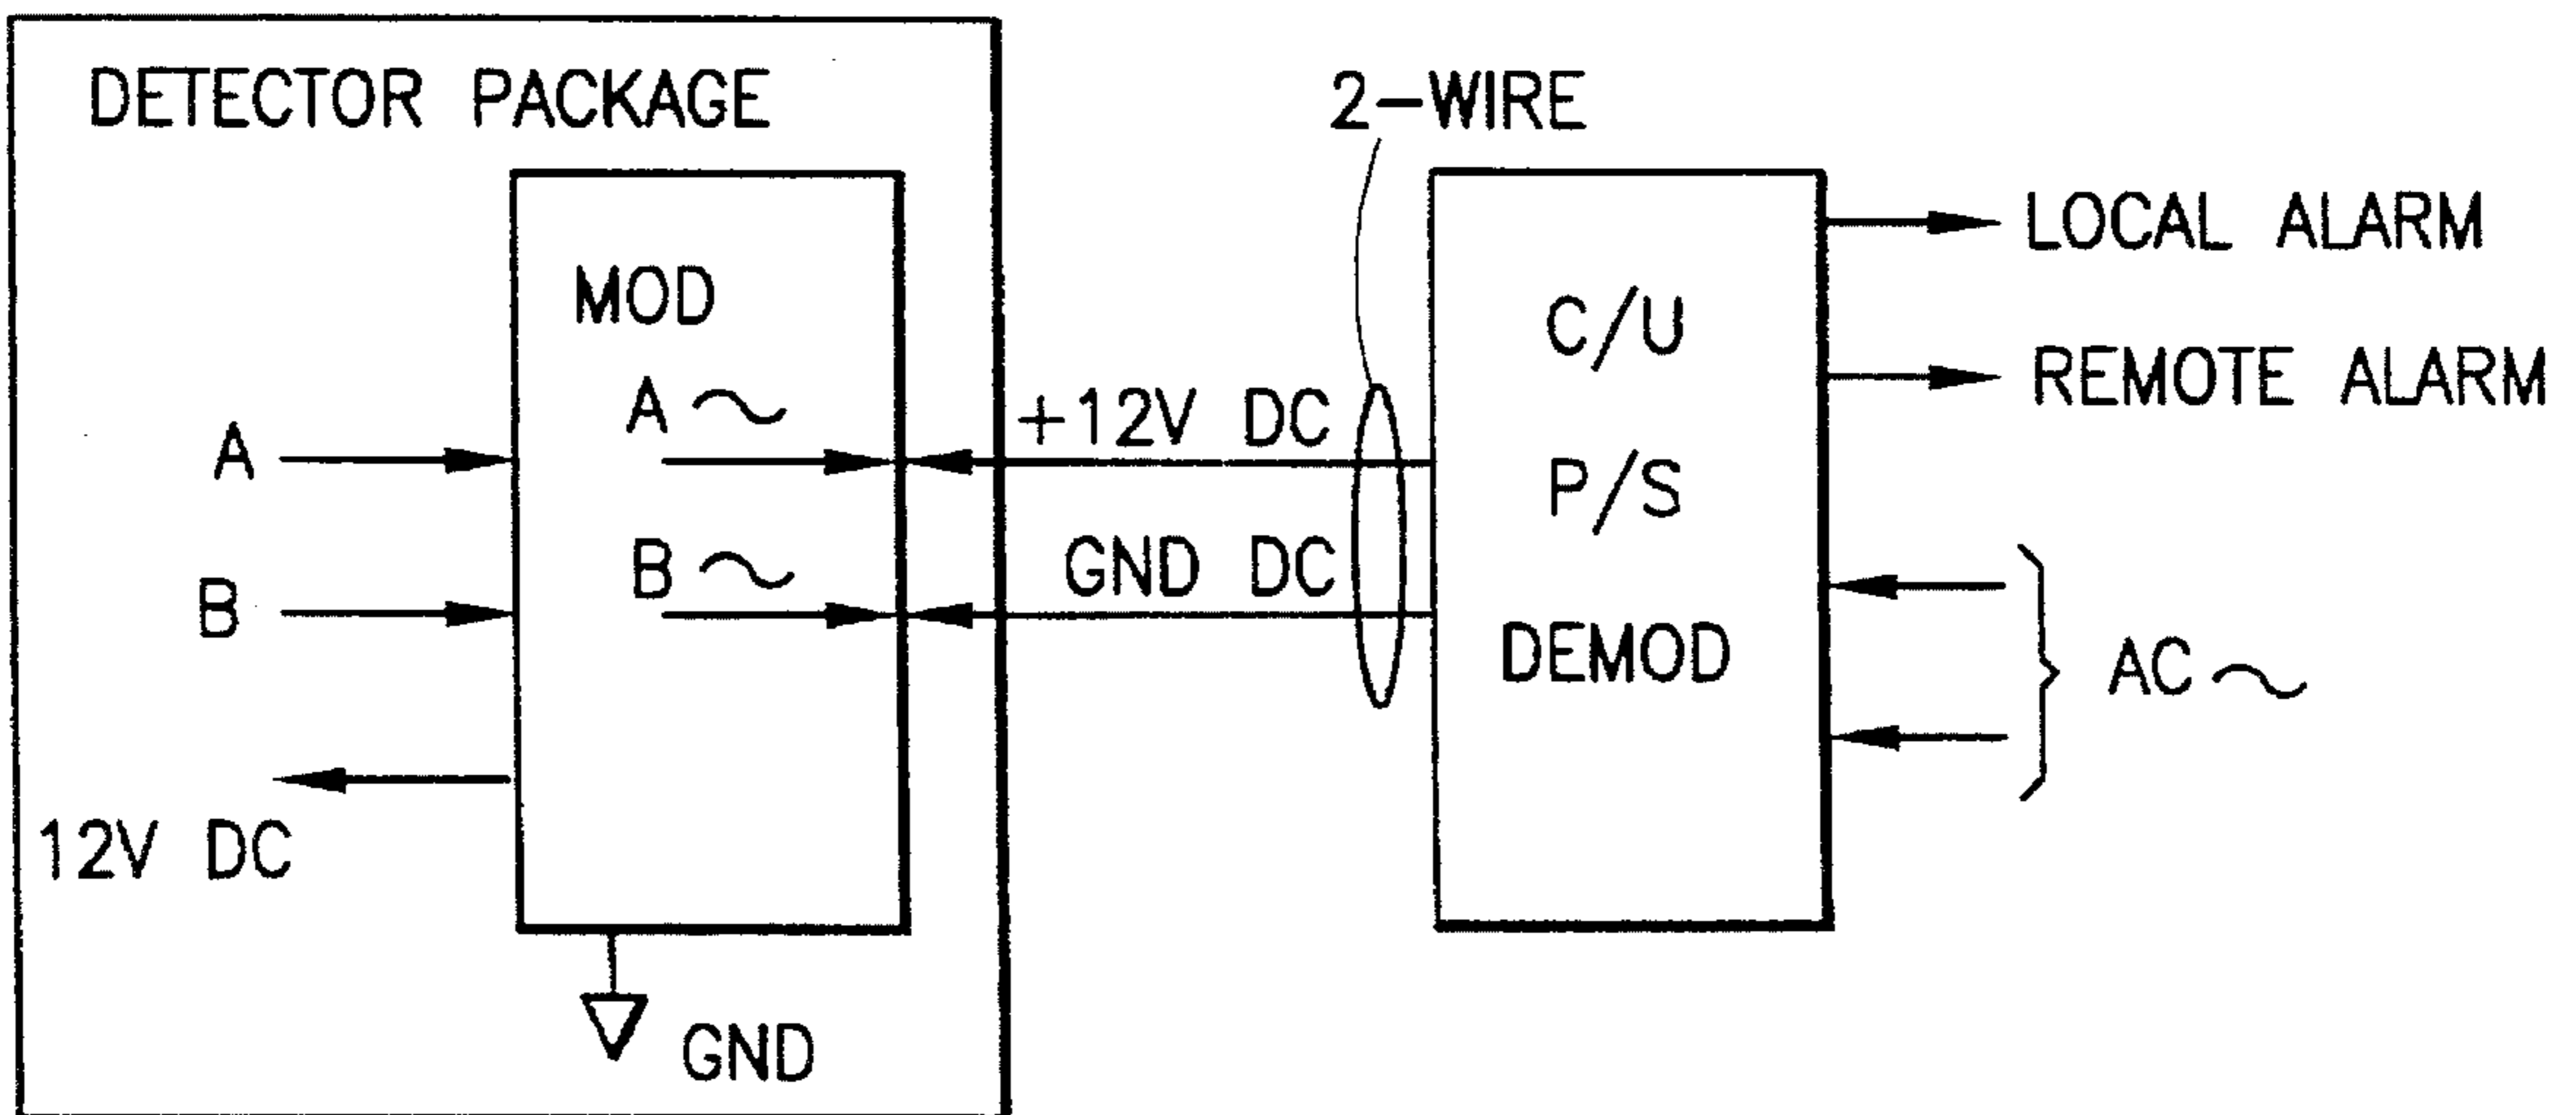 DETECTOR PACKAGE
MOD
A ~
B ~
A
B
12V DC
GND
2-WIRE
+12V DC
GND DC
C/U
P/S
DEMOD
LOCAL ALARM
REMOTE ALARM
AC ~